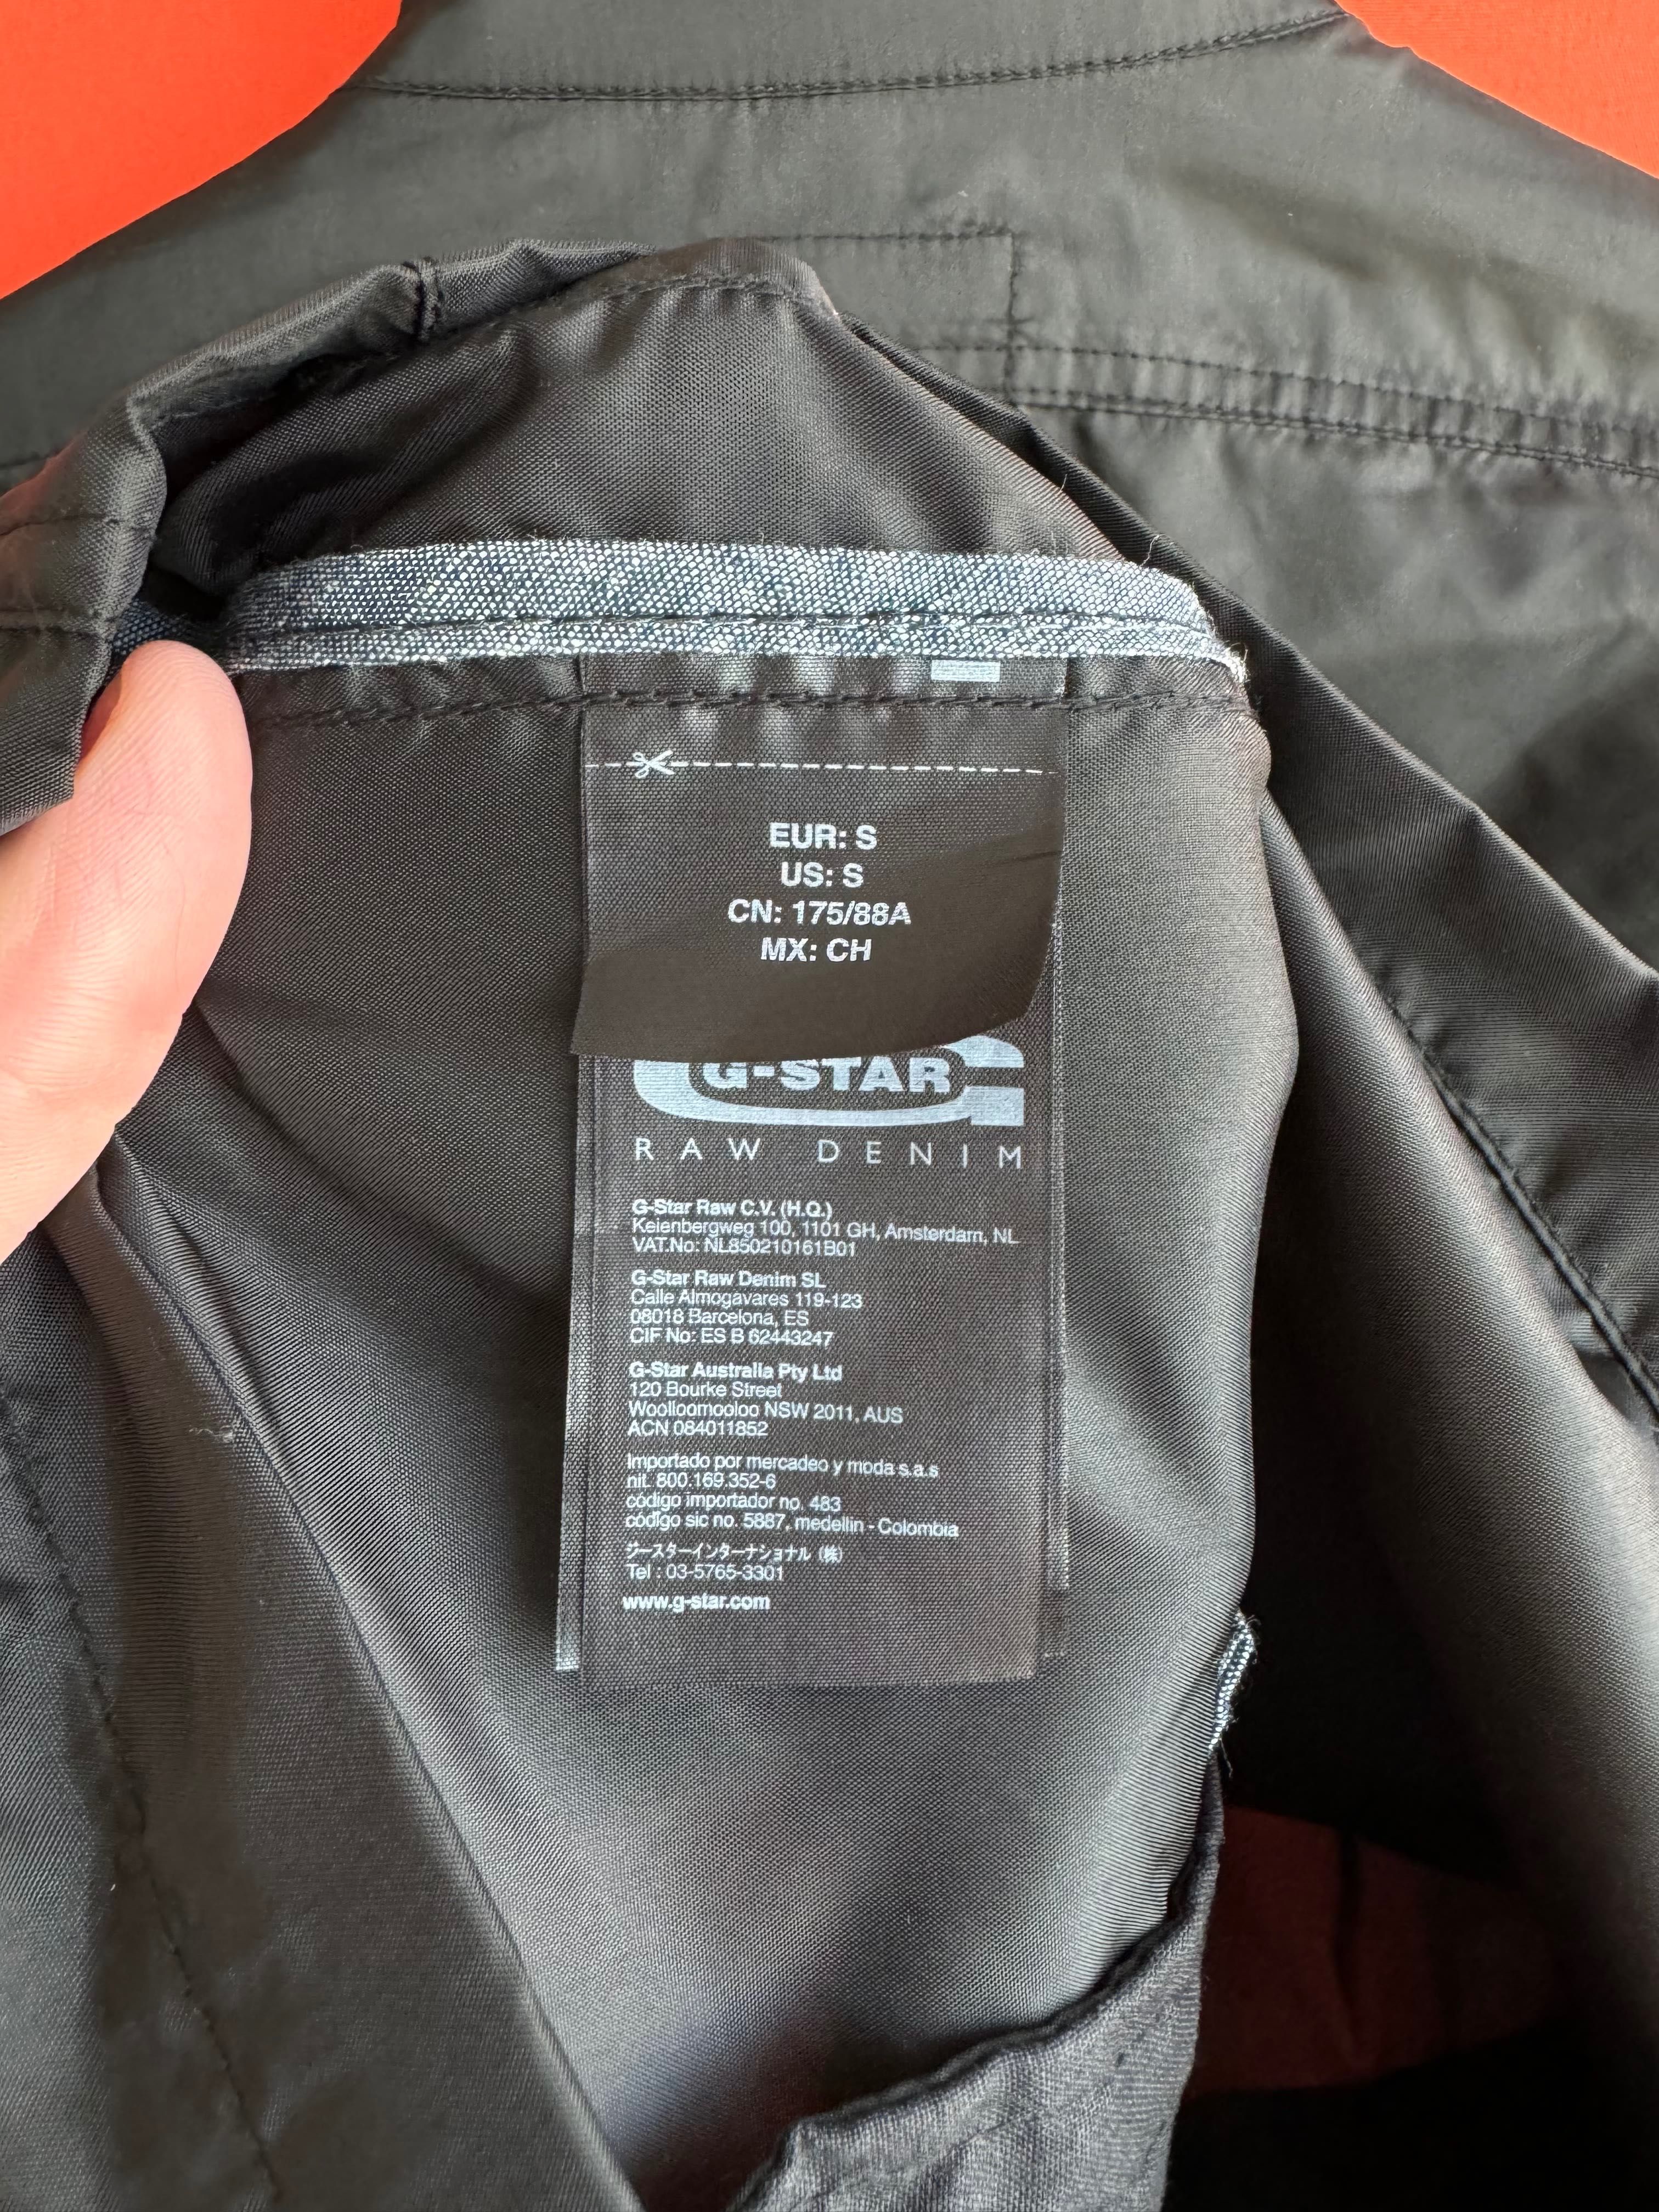 EUR: S
US: S
CN: 175/88A
MX: CH
G-STAR
RAW DENIM
G-Star Raw C.V. (H.Q.)
Keienbergweg 100, 1101 GH, Amsterdam, NL
VAT.No: NL850210161B01
G-Star Raw Denim SL
Calle Almogavares 119-123
08018 Barcelona, ES
CIF No: ES B 62443247
G-Star Australia Pty Ltd
120 Bourke Street
Woolloomooloo NSW 2011, AUS
ACN 084011852
Importado por mercadeo y moda s.a.s
nit. 800.169.352-6
código importador no. 483
código sic no. 5887, medellin - Colombia
ジースターインターナショナル (株)
Tel : 03-5765-3301
www.g-star.com